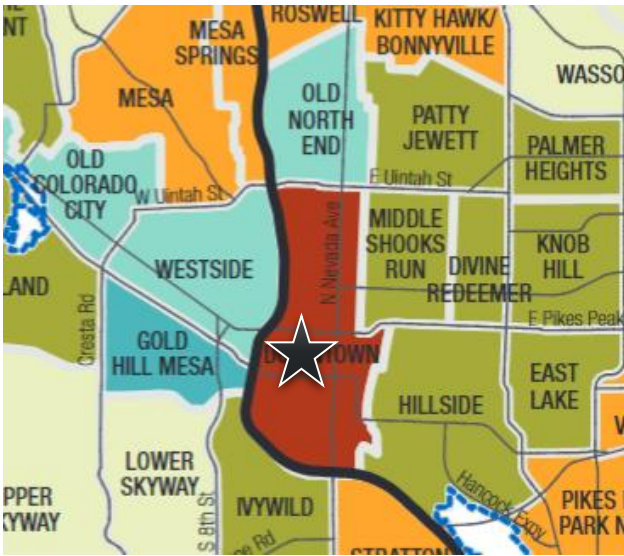 NT
ROSWELL
KITTY HAWK/
BONNYVILLE
MESA
SPRINGS
WASSO
MESA
OLD
NORTH
END
PATTY
JEWETT
PALMER
HEIGHTS
OLD
COLORADO
CITY
W Uintah St
E Uintah St
N Nevada Ave
MIDDLE
SHOOKS
RUN
DIVINE
REDEEMER
KNOB
HILL
WESTSIDE
LAND
Cresta Rd
GOLD
HILL MESA
E Pikes Peak
HILLSIDE
EAST
LAKE
LOWER
SKYWAY
PPER
KYWAY
S 8th St
IVYWILD
Hancock Expy
PIKES
PARK N
STRATTON